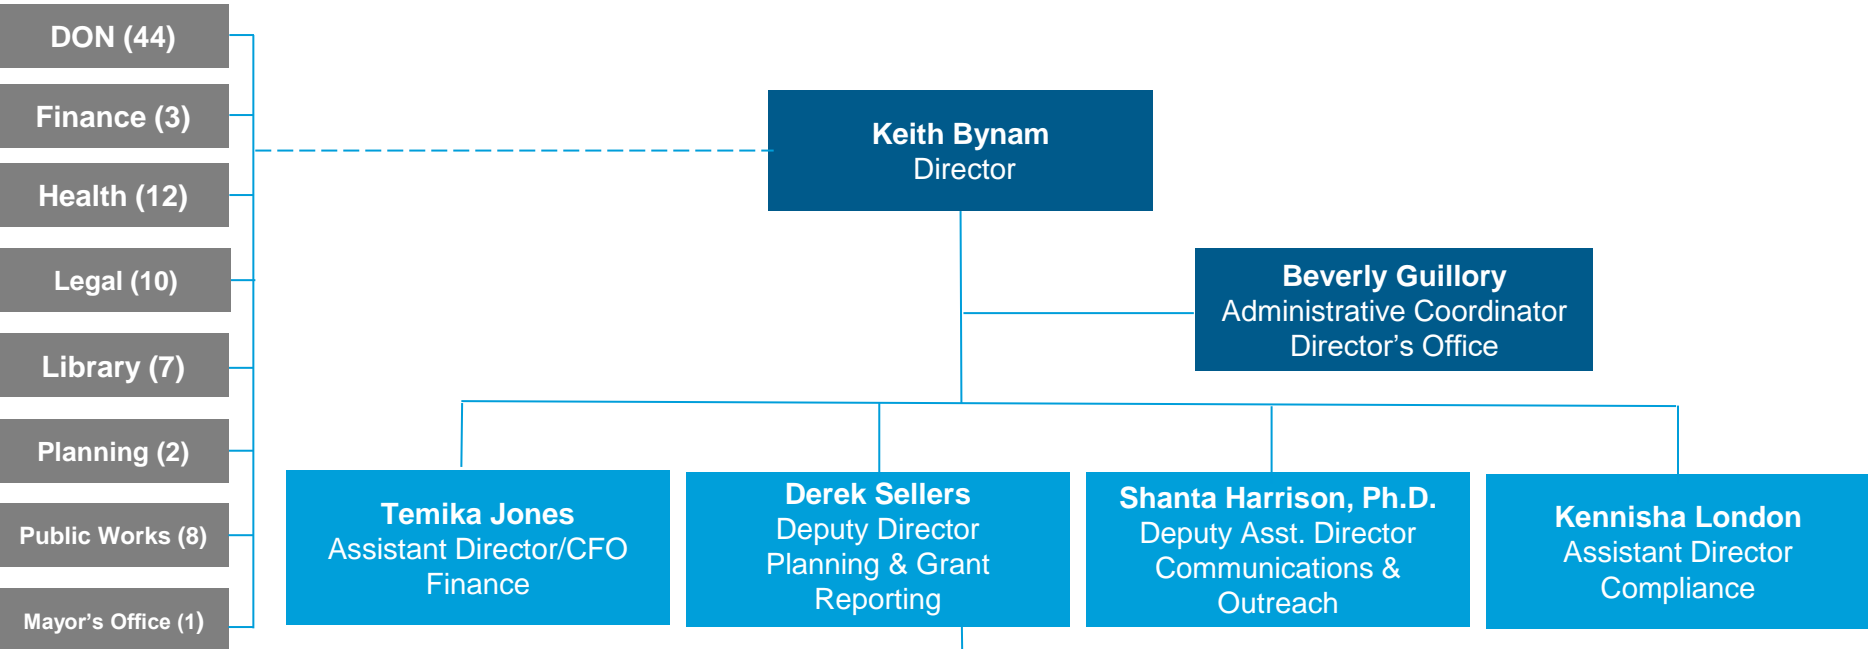 DON (44)
Finance (3)
Health (12)
Legal (10)
Library (7)
Planning (2)
Public Works (8)
Mayor's Office (1)
Keith Bynam
Director
Beverly Guillory
Administrative Coordinator
Director's Office
Temika Jones
Assistant Director/CFO
Finance
Derek Sellers
Deputy Director
Planning & Grant
Reporting
Shanta Harrison, Ph.D.
Deputy Asst. Director
Communications &
Outreach
Kennisha London
Assistant Director
Compliance